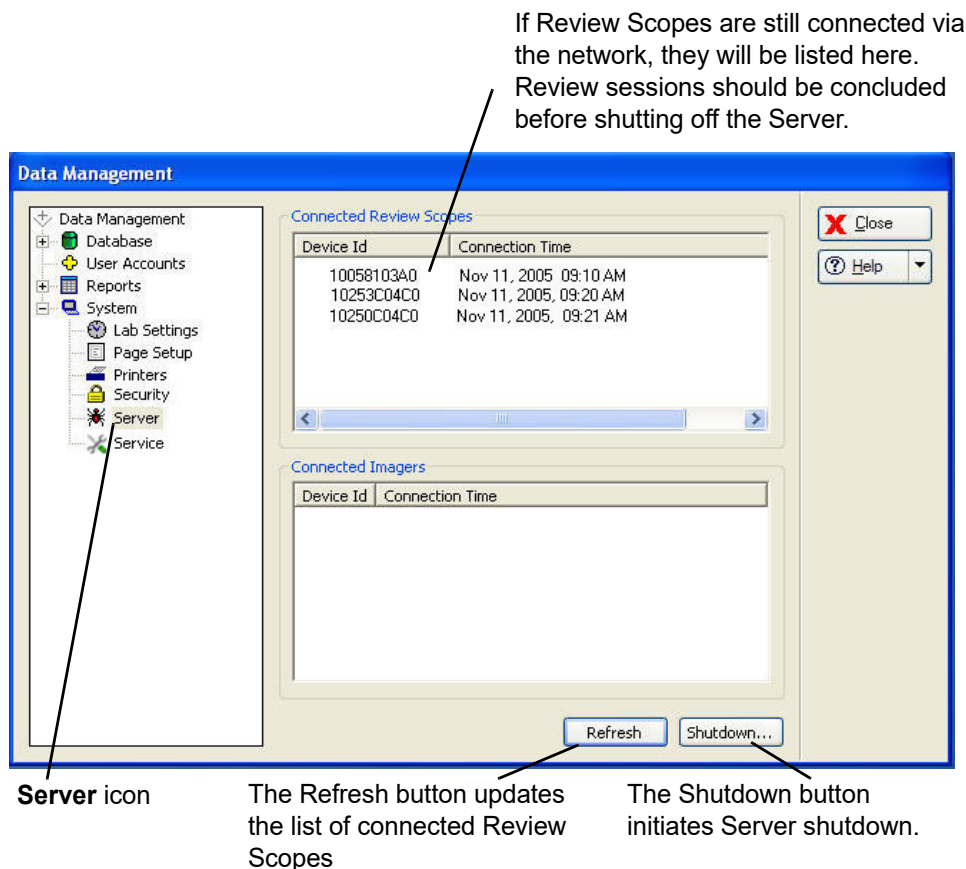 If Review Scopes are still connected via
the network, they will be listed here.
Review sessions should be concluded
before shutting off the Server.
Data Management
Data Management
Database
User Accounts
Reports
System
Lab Settings
Page Setup
Printers
Security
Server
Service
Connected Review Scopes
Device Id Connection Time
10058103A0 Nov 11, 2005 09:10 AM
10253C04C0 Nov 11, 2005, 09:20 AM
10250C04C0 Nov 11, 2005, 09:21 AM
Connected Imagers
Device Id Connection Time
Close
Help
Refresh Shutdown...
Server icon
The Refresh button updates
the list of connected Review
Scopes
The Shutdown button
initiates Server shutdown.